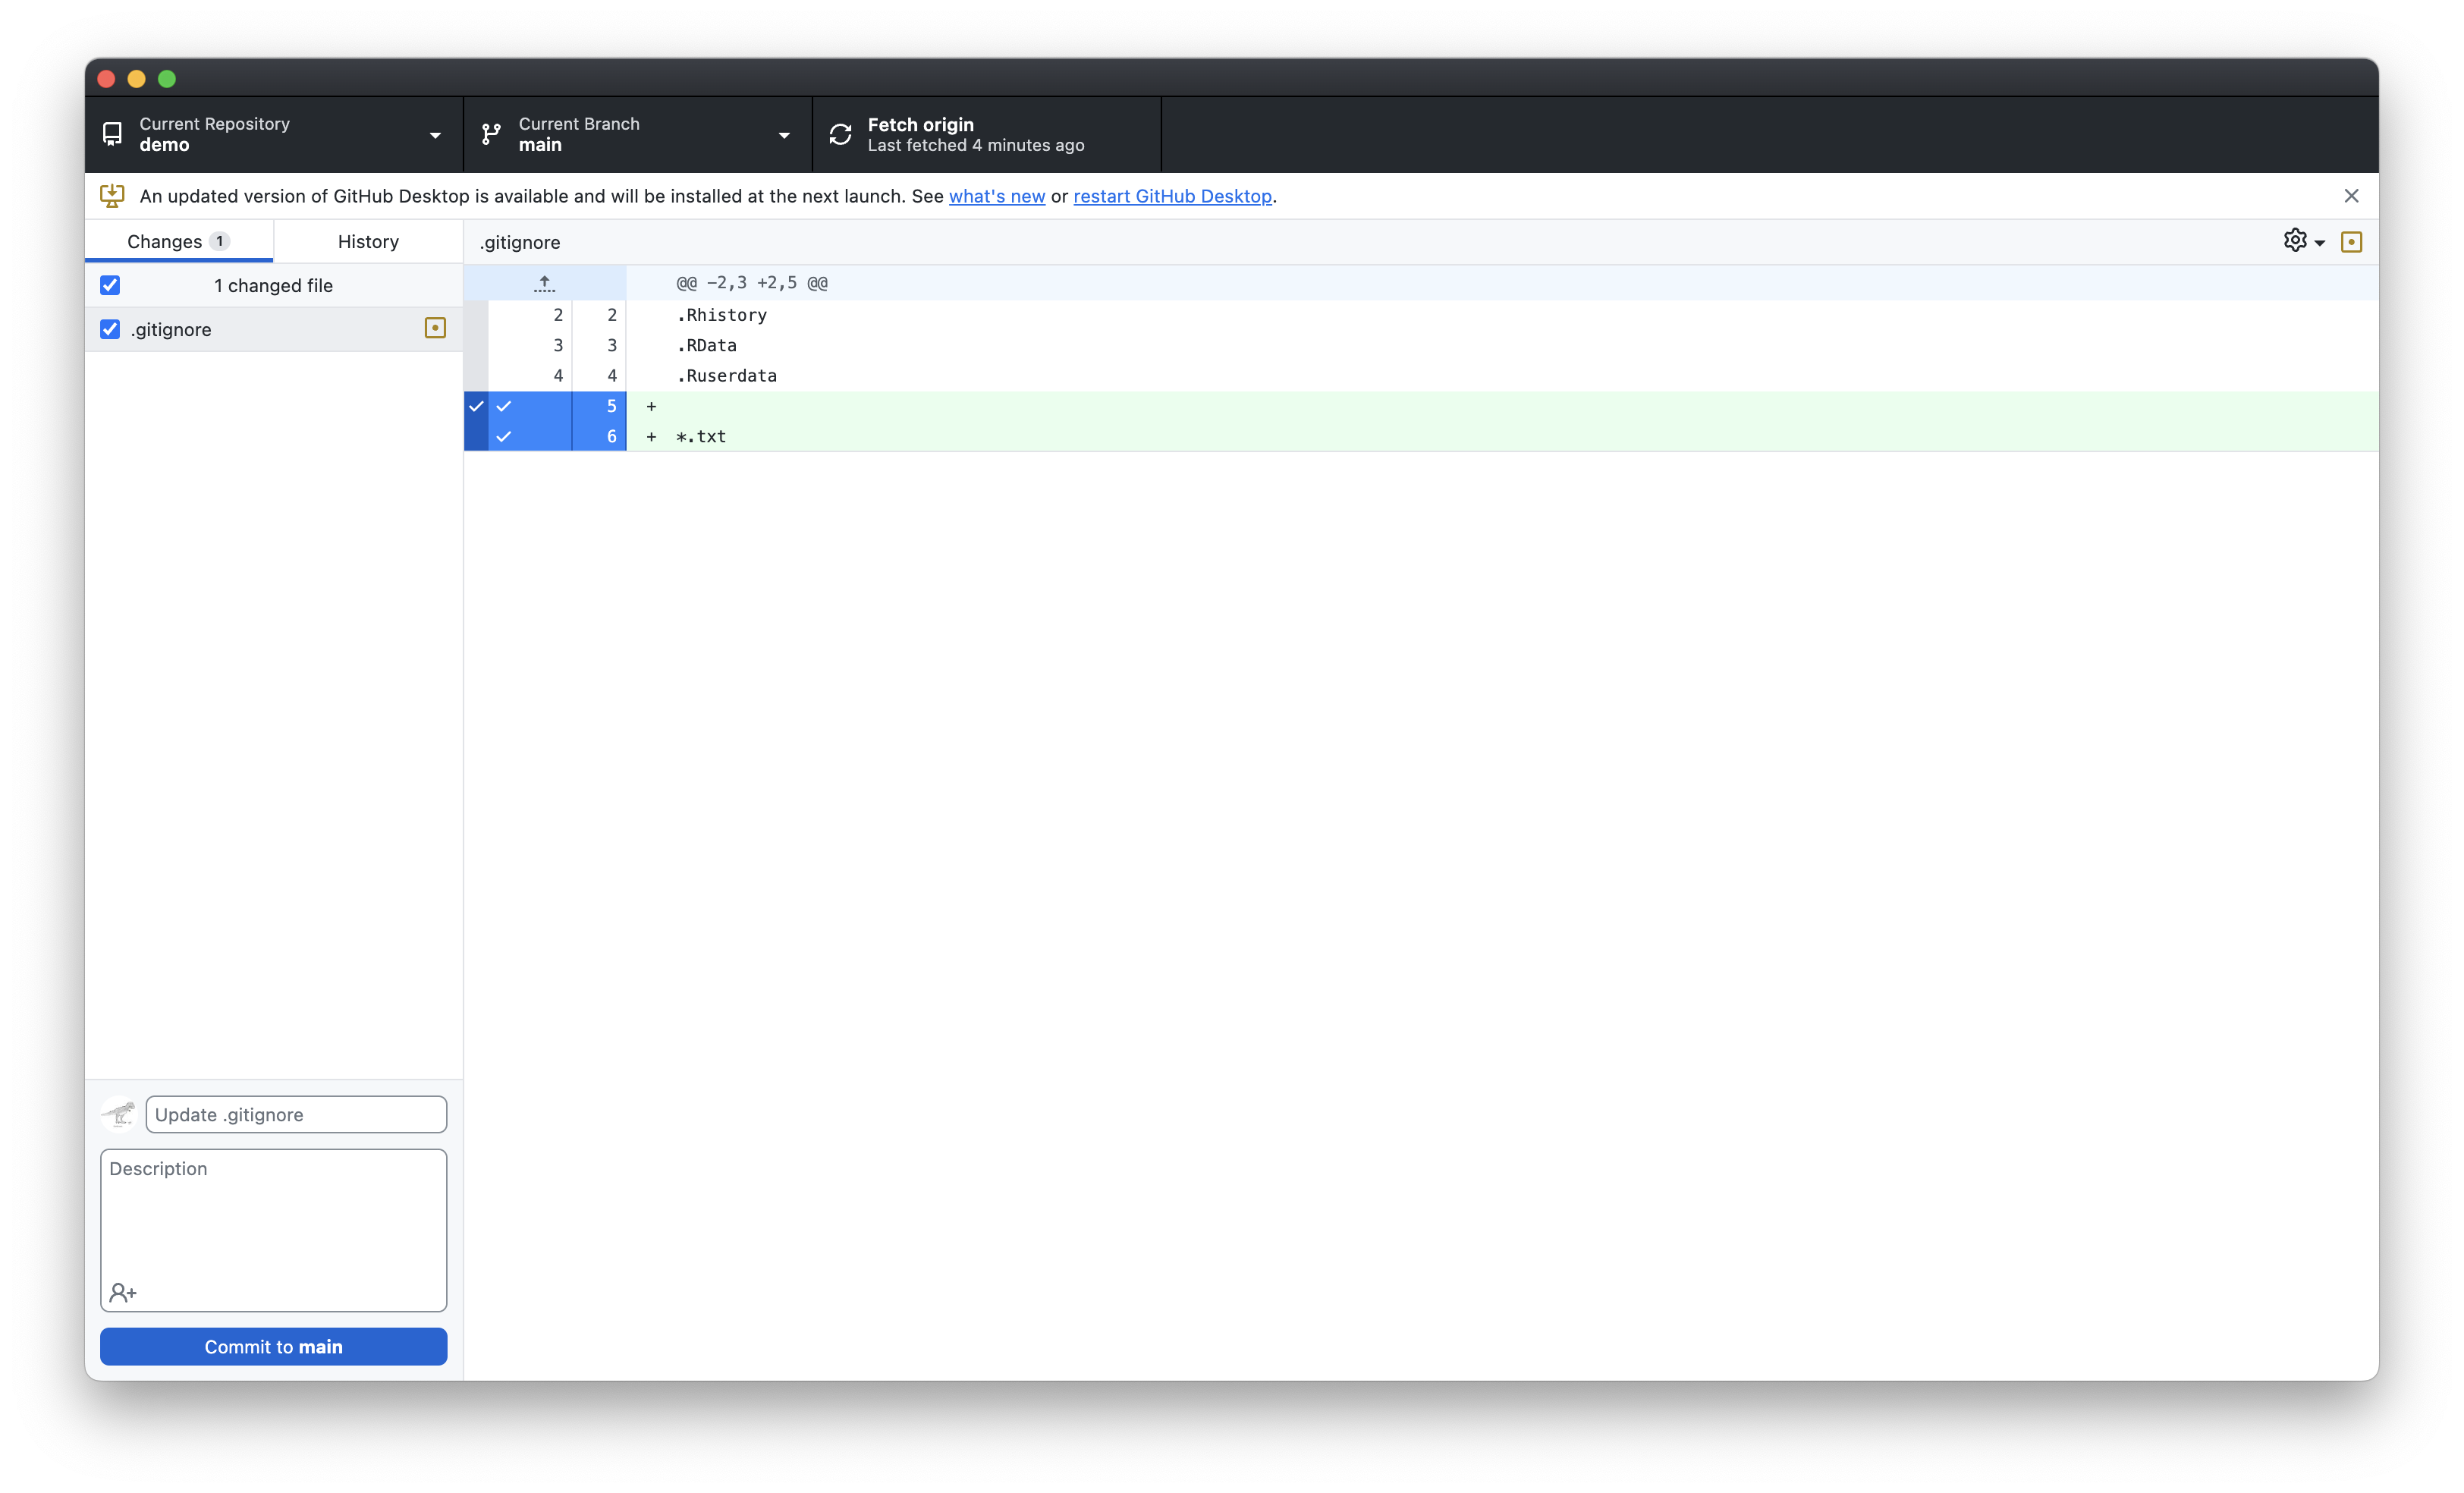 Current Repository
demo
Current Branch
main
Fetch origin
Last fetched 4 minutes ago
An updated version of GitHub Desktop is available and will be installed at the next launch. See what's new or restart GitHub Desktop.
Changes 1
History
.gitignore
1 changed file
.gitignore
@@ -2,3 +2,5 @@
2 2 .Rhistory
3 3 .RData
4 4 .Ruserdata
5 +
6 + *.txt
Update .gitignore
Description
Commit to main